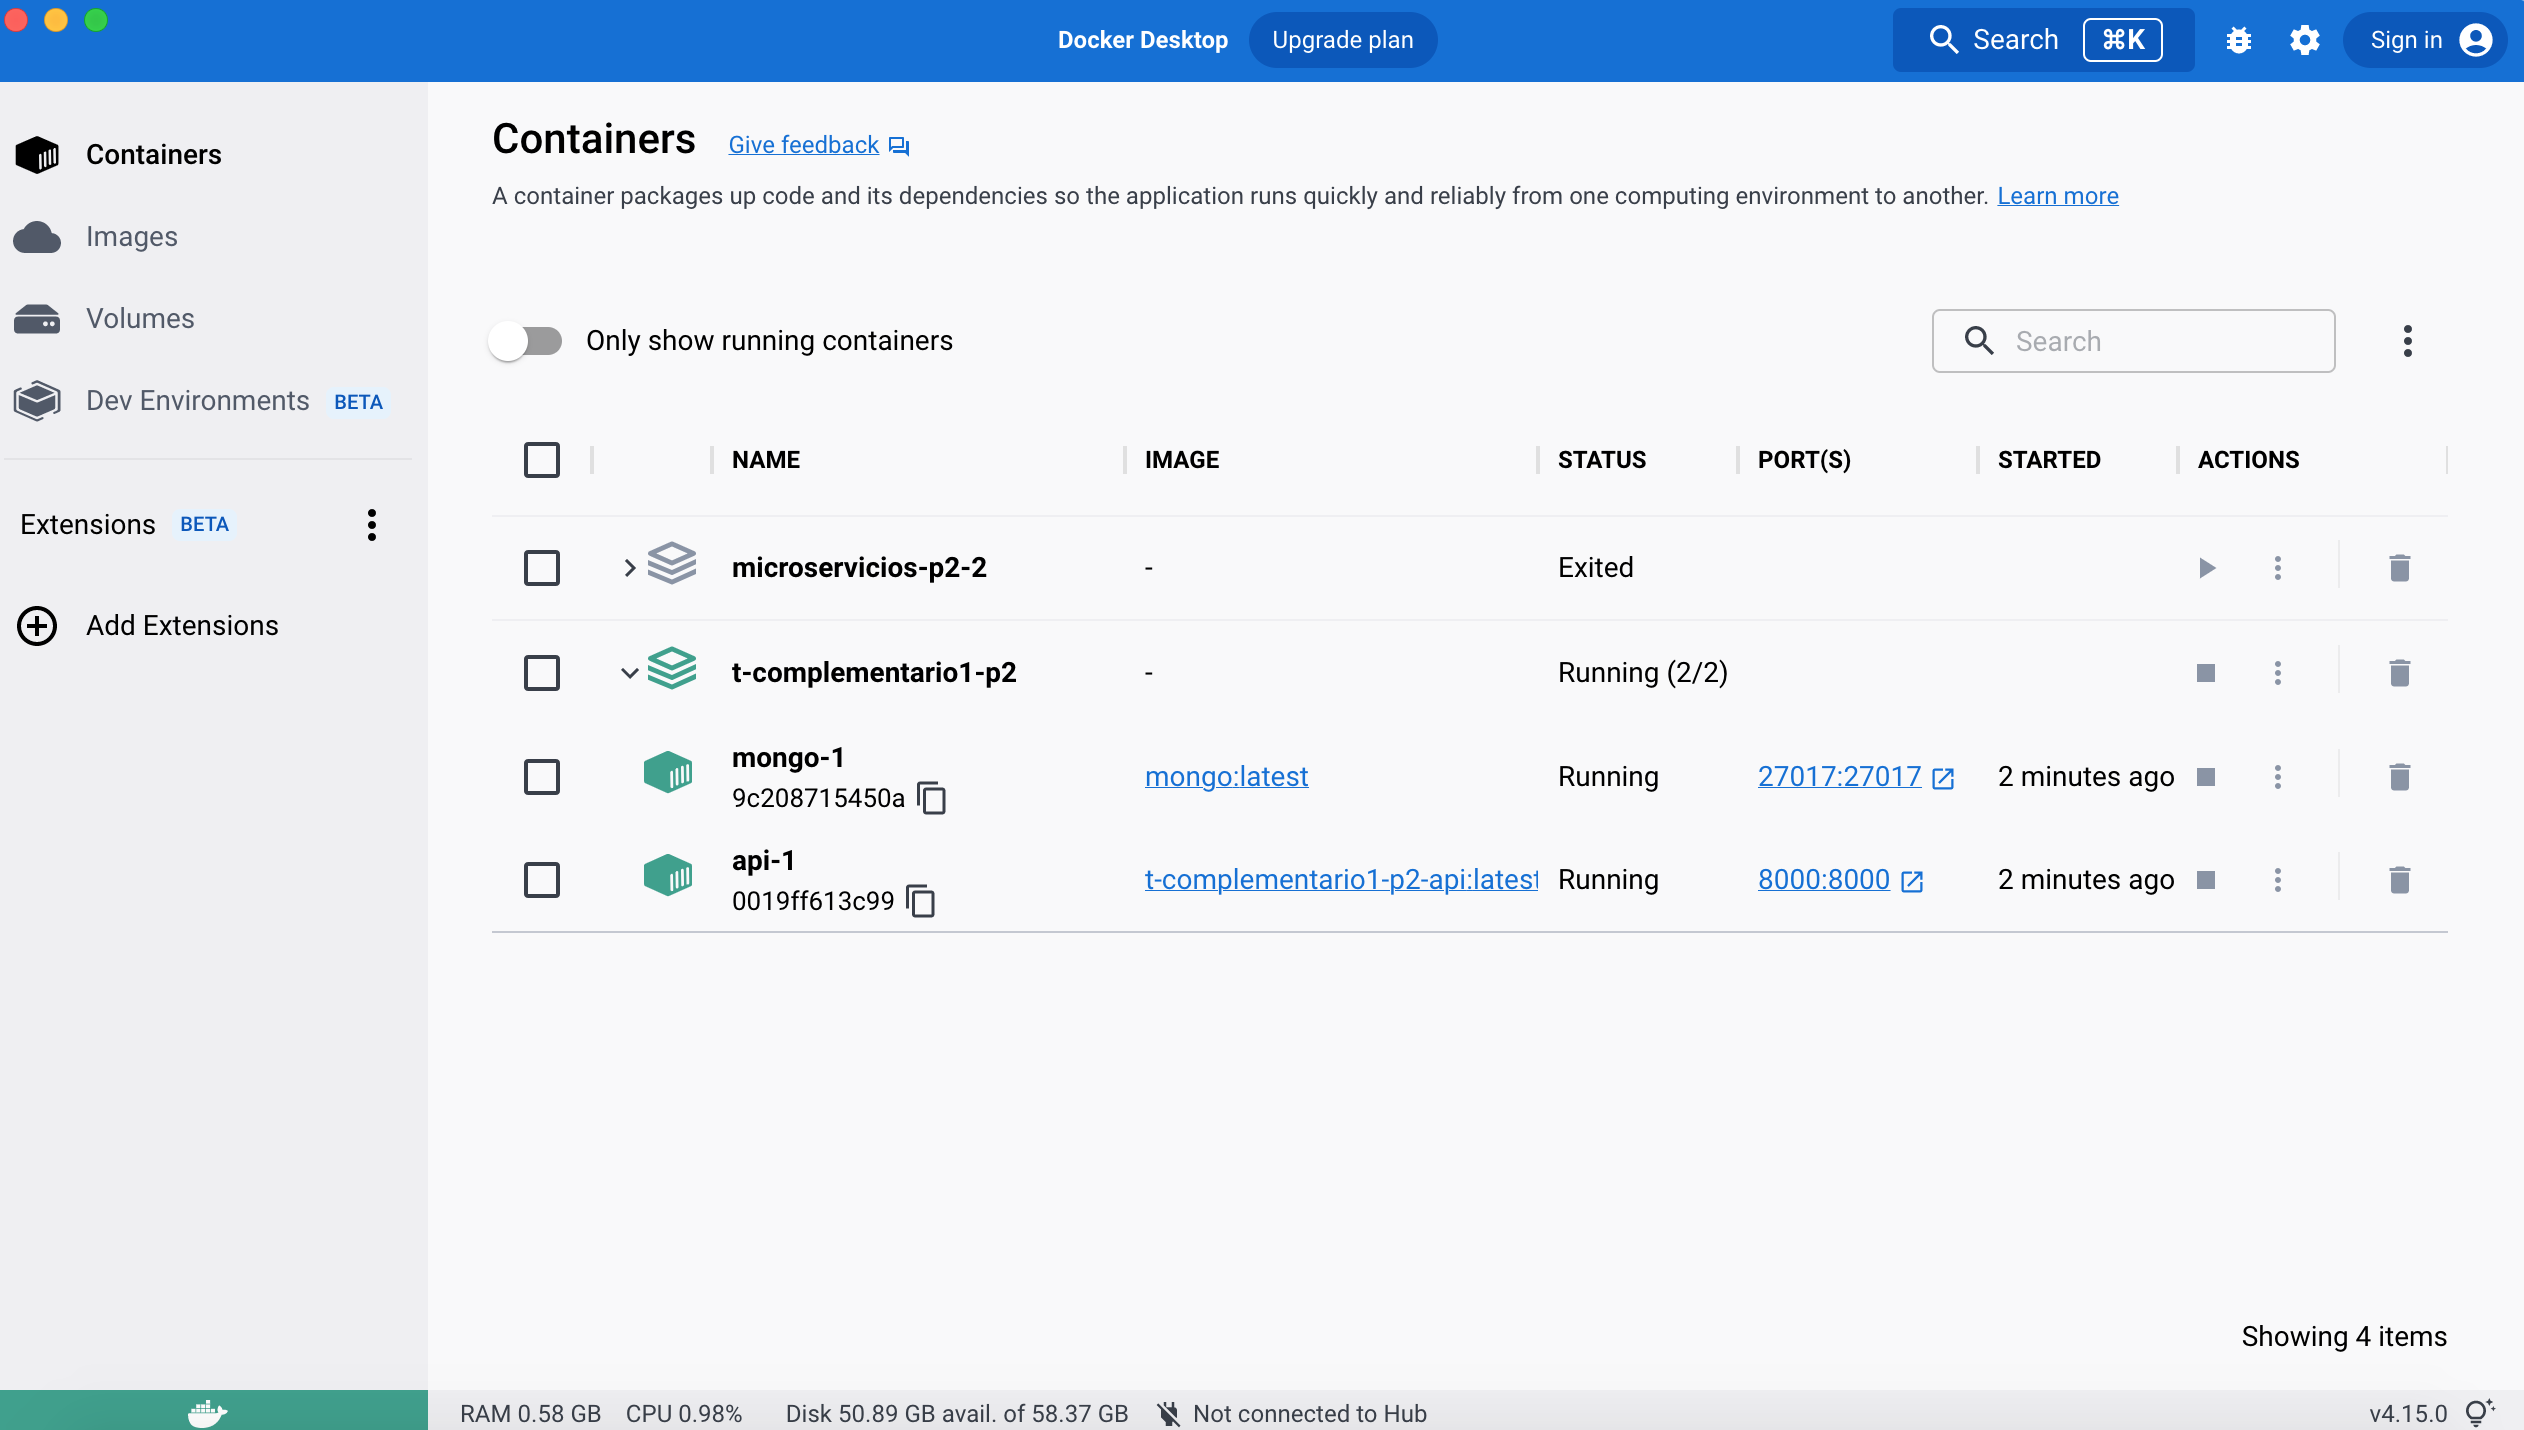 Docker Desktop Upgrade plan Search ⌘K Sign in
Containers
Images
Volumes
Dev Environments BETA
Extensions BETA
Add Extensions
Containers Give feedback
A container packages up code and its dependencies so the application runs quickly and reliably from one computing environment to another. Learn more
Only show running containers Search
NAME IMAGE STATUS PORT(S) STARTED ACTIONS
microservicios-p2-2 - Exited
t-complementario1-p2 - Running (2/2)
mongo-1
9c208715450a mongo:latest Running 27017:27017 2 minutes ago
api-1
0019ff613c99 t-complementario1-p2-api:latest Running 8000:8000 2 minutes ago
Showing 4 items
RAM 0.58 GB CPU 0.98% Disk 50.89 GB avail. of 58.37 GB Not connected to Hub v4.15.0